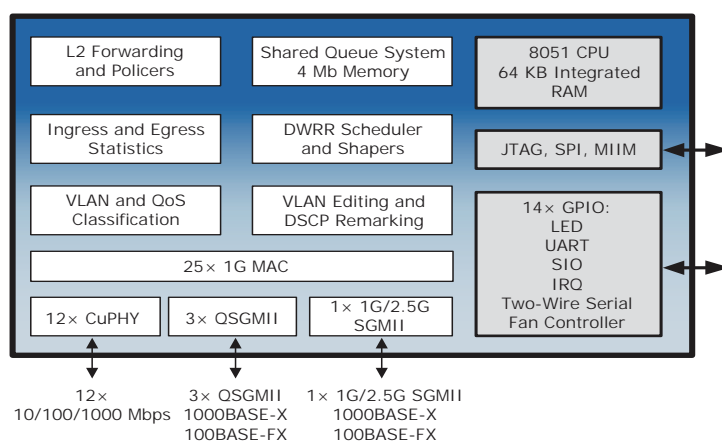 L2 Forwarding
and Policers
Shared Queue System
4 Mb Memory
8051 CPU
64 KB Integrated
RAM
Ingress and Egress
Statistics
DWRR Scheduler
and Shapers
JTAG, SPI, MIIM
VLAN and QoS
Classification
VLAN Editing and
DSCP Remarking
14× GPIO:
LED
UART
SIO
IRQ
Two-Wire Serial
Fan Controller
25× 1G MAC
12× CuPHY
3× QSGMII
1× 1G/2.5G
SGMII
12×
10/100/1000 Mbps
3× QSGMII
1000BASE-X
100BASE-FX
1× 1G/2.5G SGMII
1000BASE-X
100BASE-FX